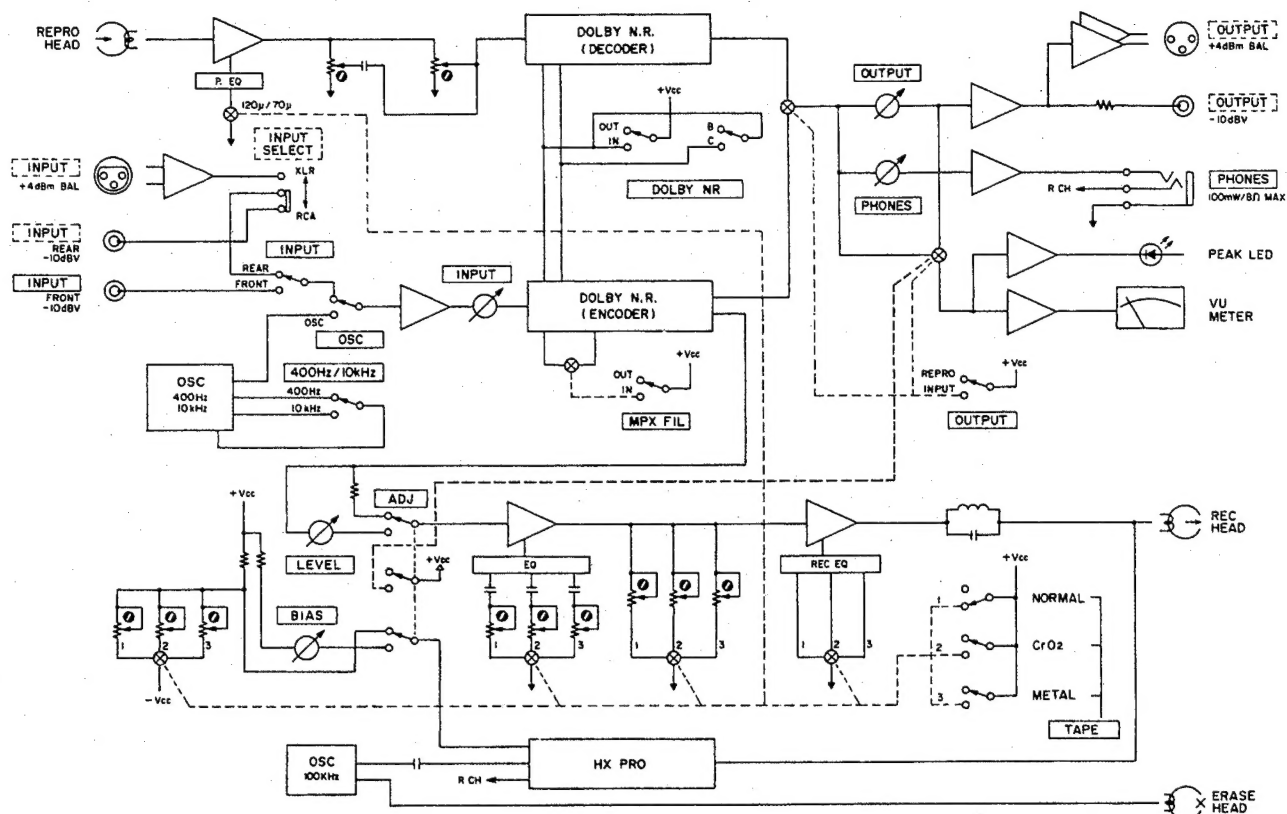 REPRO
HEAD
P. EQ
120μ/70μ
DOLBY N.R.
(DECODER)
+Vcc
OUT
IN
B
C
DOLBY NR
OUTPUT
PHONES
OUTPUT
+4dBm BAL
OUTPUT
-10dBV
R CH
PHONES
100mW/8Ω MAX
PEAK LED
VU
METER
INPUT
SELECT
XLR
RCA
INPUT
+4dBm BAL
INPUT
REAR
-10dBV
INPUT
FRONT
-10dBV
INPUT
REAR
FRONT
OSC
OSC
INPUT
DOLBY N.R.
(ENCODER)
OSC
400Hz
10kHz
400Hz/10kHz
400Hz
10kHz
+Vcc
OUT
IN
MPX FIL
REPRO
INPUT
+Vcc
OUTPUT
+Vcc
ADJ
LEVEL
+Vcc
BIAS
1
2
3
-Vcc
EQ
1
2
3
1
2
3
REC EQ
1
2
3
REC
HEAD
+Vcc
1
NORMAL
2
CrO2
3
METAL
TAPE
OSC
100KHz
R CH
HX PRO
ERASE
HEAD